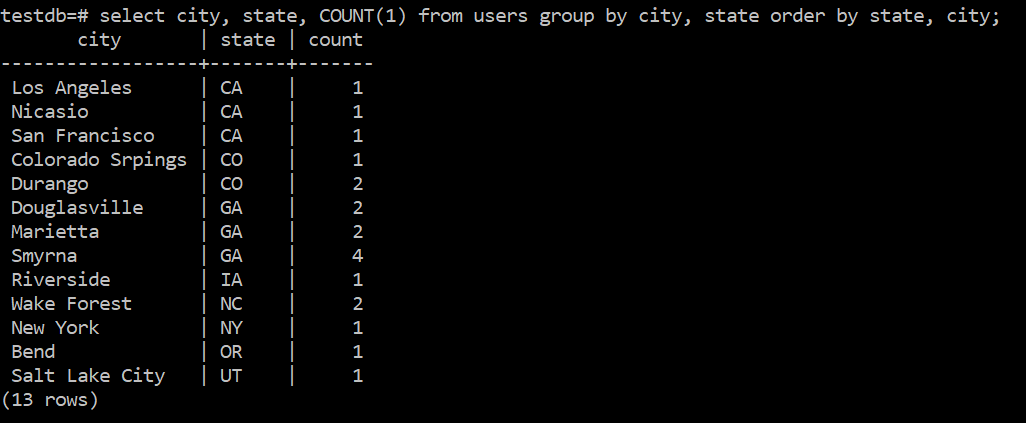 testdb=# select city, state, COUNT(1) from users group by city, state order by state, city;
       city        | state | count
-------------------+-------+-------
 Los Angeles       | CA    |     1
 Nicasio           | CA    |     1
 San Francisco     | CA    |     1
 Colorado Srpings  | CO    |     1
 Durango           | CO    |     2
 Douglasville      | GA    |     2
 Marietta          | GA    |     2
 Smyrna            | GA    |     4
 Riverside         | IA    |     1
 Wake Forest       | NC    |     2
 New York          | NY    |     1
 Bend              | OR    |     1
 Salt Lake City    | UT    |     1
(13 rows)